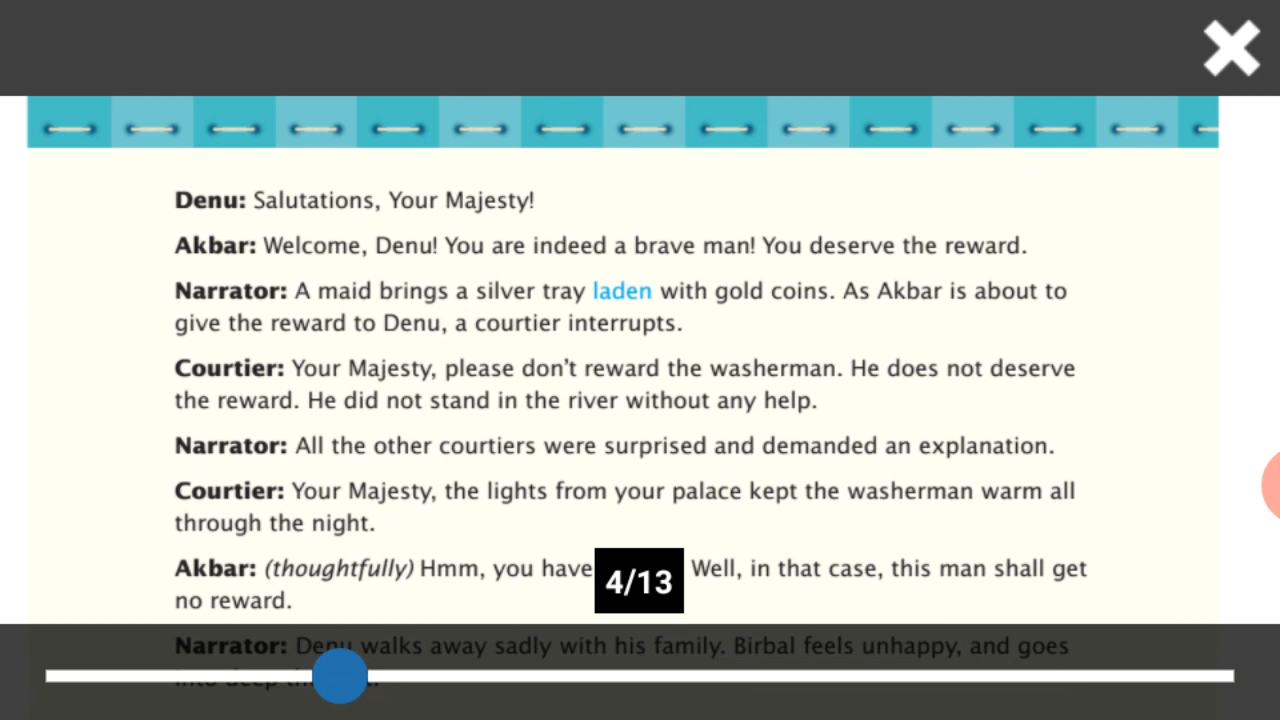 Denu: Salutations, Your Majesty!
Akbar: Welcome, Denu! You are indeed a brave man! You deserve the reward.
Narrator: A maid brings a silver tray laden with gold coins. As Akbar is about to
give the reward to Denu, a courtier interrupts.
Courtier: Your Majesty, please don't reward the washerman. He does not deserve
the reward. He did not stand in the river without any help.
Narrator: All the other courtiers were surprised and demanded an explanation.
Courtier: Your Majesty, the lights from your palace kept the washerman warm all
through the night.
Akbar: (thoughtfully) Hmm, you have 4/13 Well, in that case, this man shall get
no reward.
Narrator: Denu walks away sadly with his family. Birbal feels unhappy, and goes
into deep